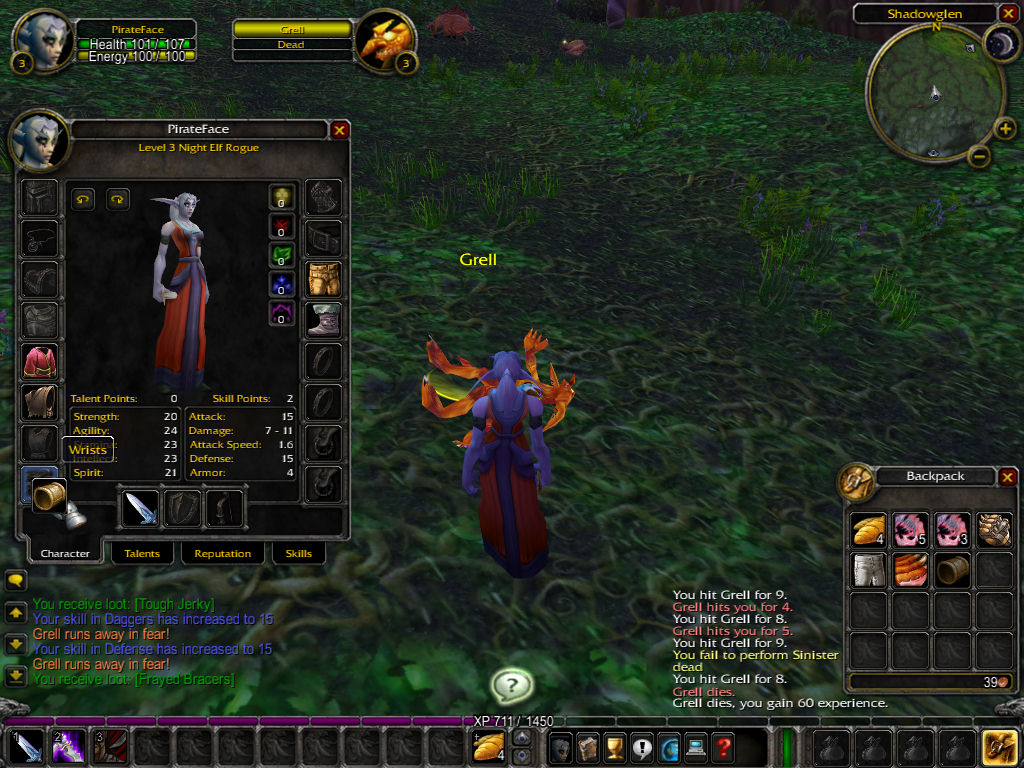 PirateFace
Health 101 / 107
Energy 100 / 100
3
Grell
Dead
3
Shadowglen
N
PirateFace
Level 3 Night Elf Rogue
0
0
0
0
0
Talent Points: 0 Skill Points: 2
Strength: 20
Agility: 24
23
23
Spirit: 21
Attack: 15
Damage: 7 - 11
Attack Speed: 1.6
Defense: 15
Armor: 4
Wrists
Character Talents Reputation Skills
Grell
Backpack
4 5 3
39
You receive loot: [Tough Jerky]
Your skill in Daggers has increased to 15
Grell runs away in fear!
Your skill in Defense has increased to 15
Grell runs away in fear!
You receive loot: [Frayed Bracers]
You hit Grell for 9.
Grell hits you for 4.
You hit Grell for 8.
Grell hits you for 5.
You hit Grell for 9.
You fail to perform Sinister
dead
You hit Grell for 8.
Grell dies.
Grell dies, you gain 60 experience.
?
XP 711 / 1450
1 2 3
4